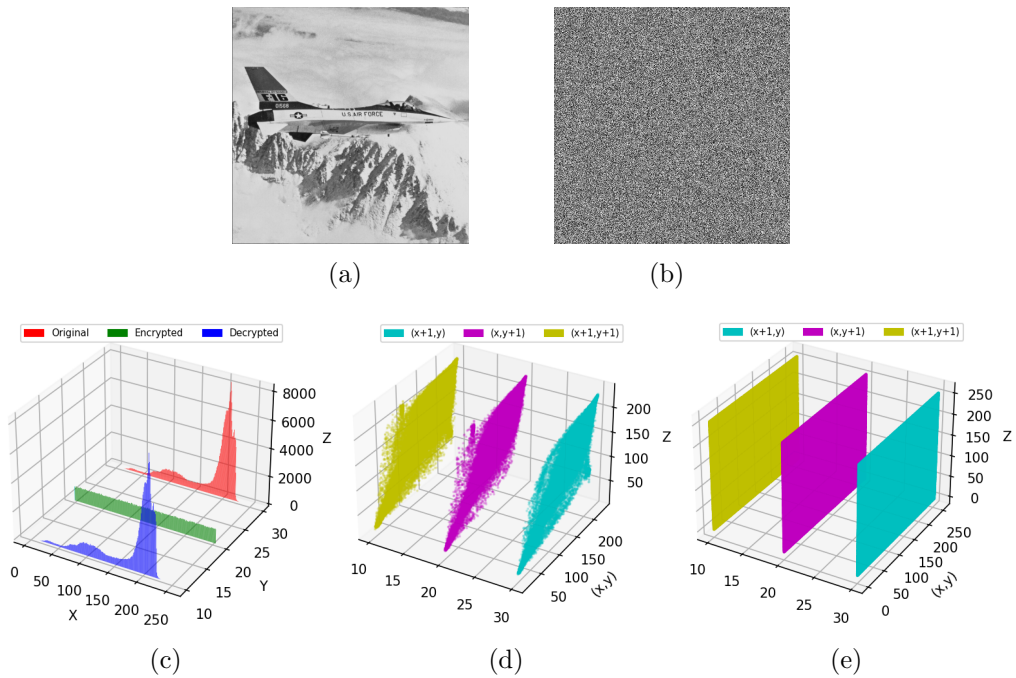 F16
U.S. AIR FORCE
(a)
(b)
Original Encrypted Decrypted
8000
6000
4000
2000
0
Z
0
50
100
150
200
250
X
10
15
20
25
30
Y
(c)
(x+1,y) (x,y+1) (x+1,y+1)
200
150
100
50
Z
10
15
20
25
30
50
100
150
200
(x,y)
(d)
(x+1,y) (x,y+1) (x+1,y+1)
250
200
150
100
50
0
Z
10
15
20
25
30
0
50
100
150
200
250
(x,y)
(e)